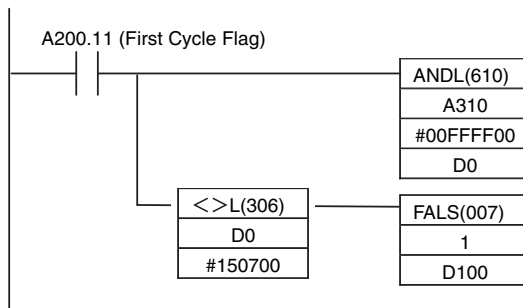 A200.11 (First Cycle Flag)
ANDL(610)
A310
#00FFFF00
D0
<>L(306)
D0
#150700
FALS(007)
1
D100